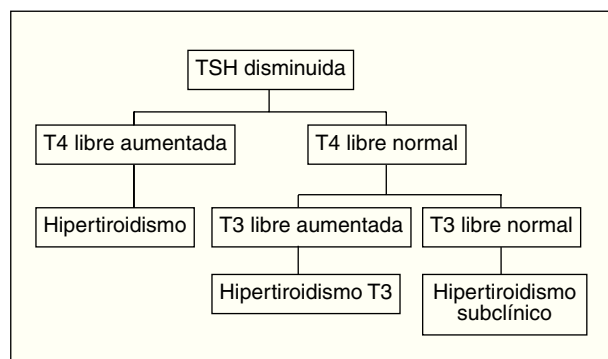 TSH disminuida
T4 libre aumentada
T4 libre normal
Hipertiroidismo
T3 libre aumentada
T3 libre normal
Hipertiroidismo T3
Hipertiroidismo
subclínico